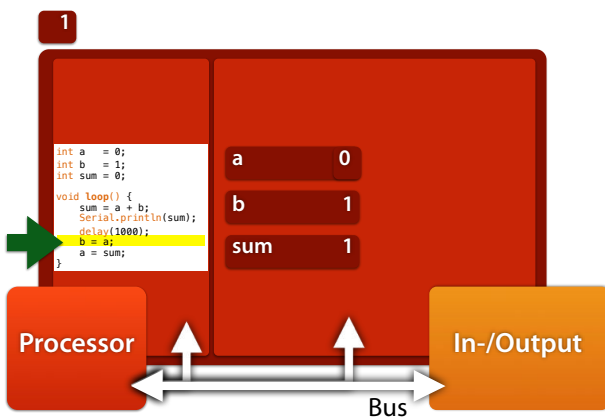 1
int a   = 0;
int b   = 1;
int sum = 0;
void loop() {
    sum = a + b;
    Serial.println(sum);
    delay(1000);
    b = a;
    a = sum;
}
a 0
b 1
sum 1
Processor
In-/Output
Bus